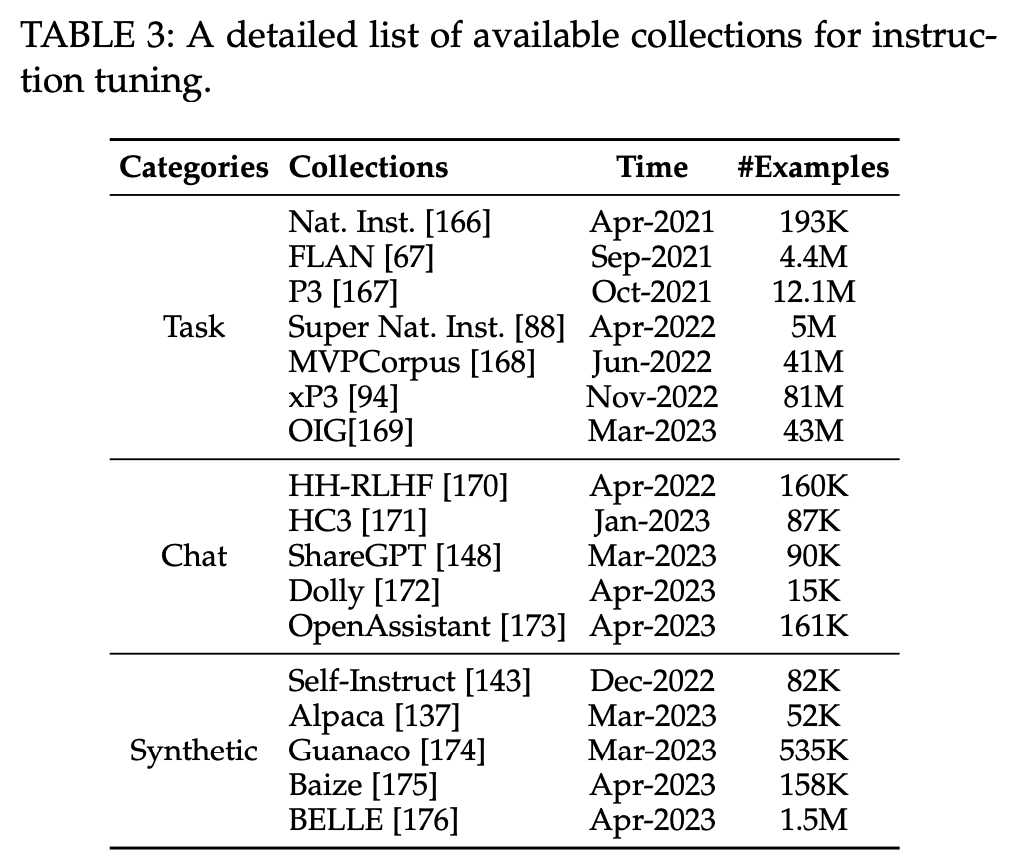 TABLE 3: A detailed list of available collections for instruc-
tion tuning.
Categories Collections Time #Examples
Nat. Inst. [166] Apr-2021 193K
FLAN [67] Sep-2021 4.4M
P3 [167] Oct-2021 12.1M
Task Super Nat. Inst. [88] Apr-2022 5M
MVPCorpus [168] Jun-2022 41M
xP3 [94] Nov-2022 81M
OIG[169] Mar-2023 43M
HH-RLHF [170] Apr-2022 160K
HC3 [171] Jan-2023 87K
Chat ShareGPT [148] Mar-2023 90K
Dolly [172] Apr-2023 15K
OpenAssistant [173] Apr-2023 161K
Self-Instruct [143] Dec-2022 82K
Alpaca [137] Mar-2023 52K
Synthetic Guanaco [174] Mar-2023 535K
Baize [175] Apr-2023 158K
BELLE [176] Apr-2023 1.5M